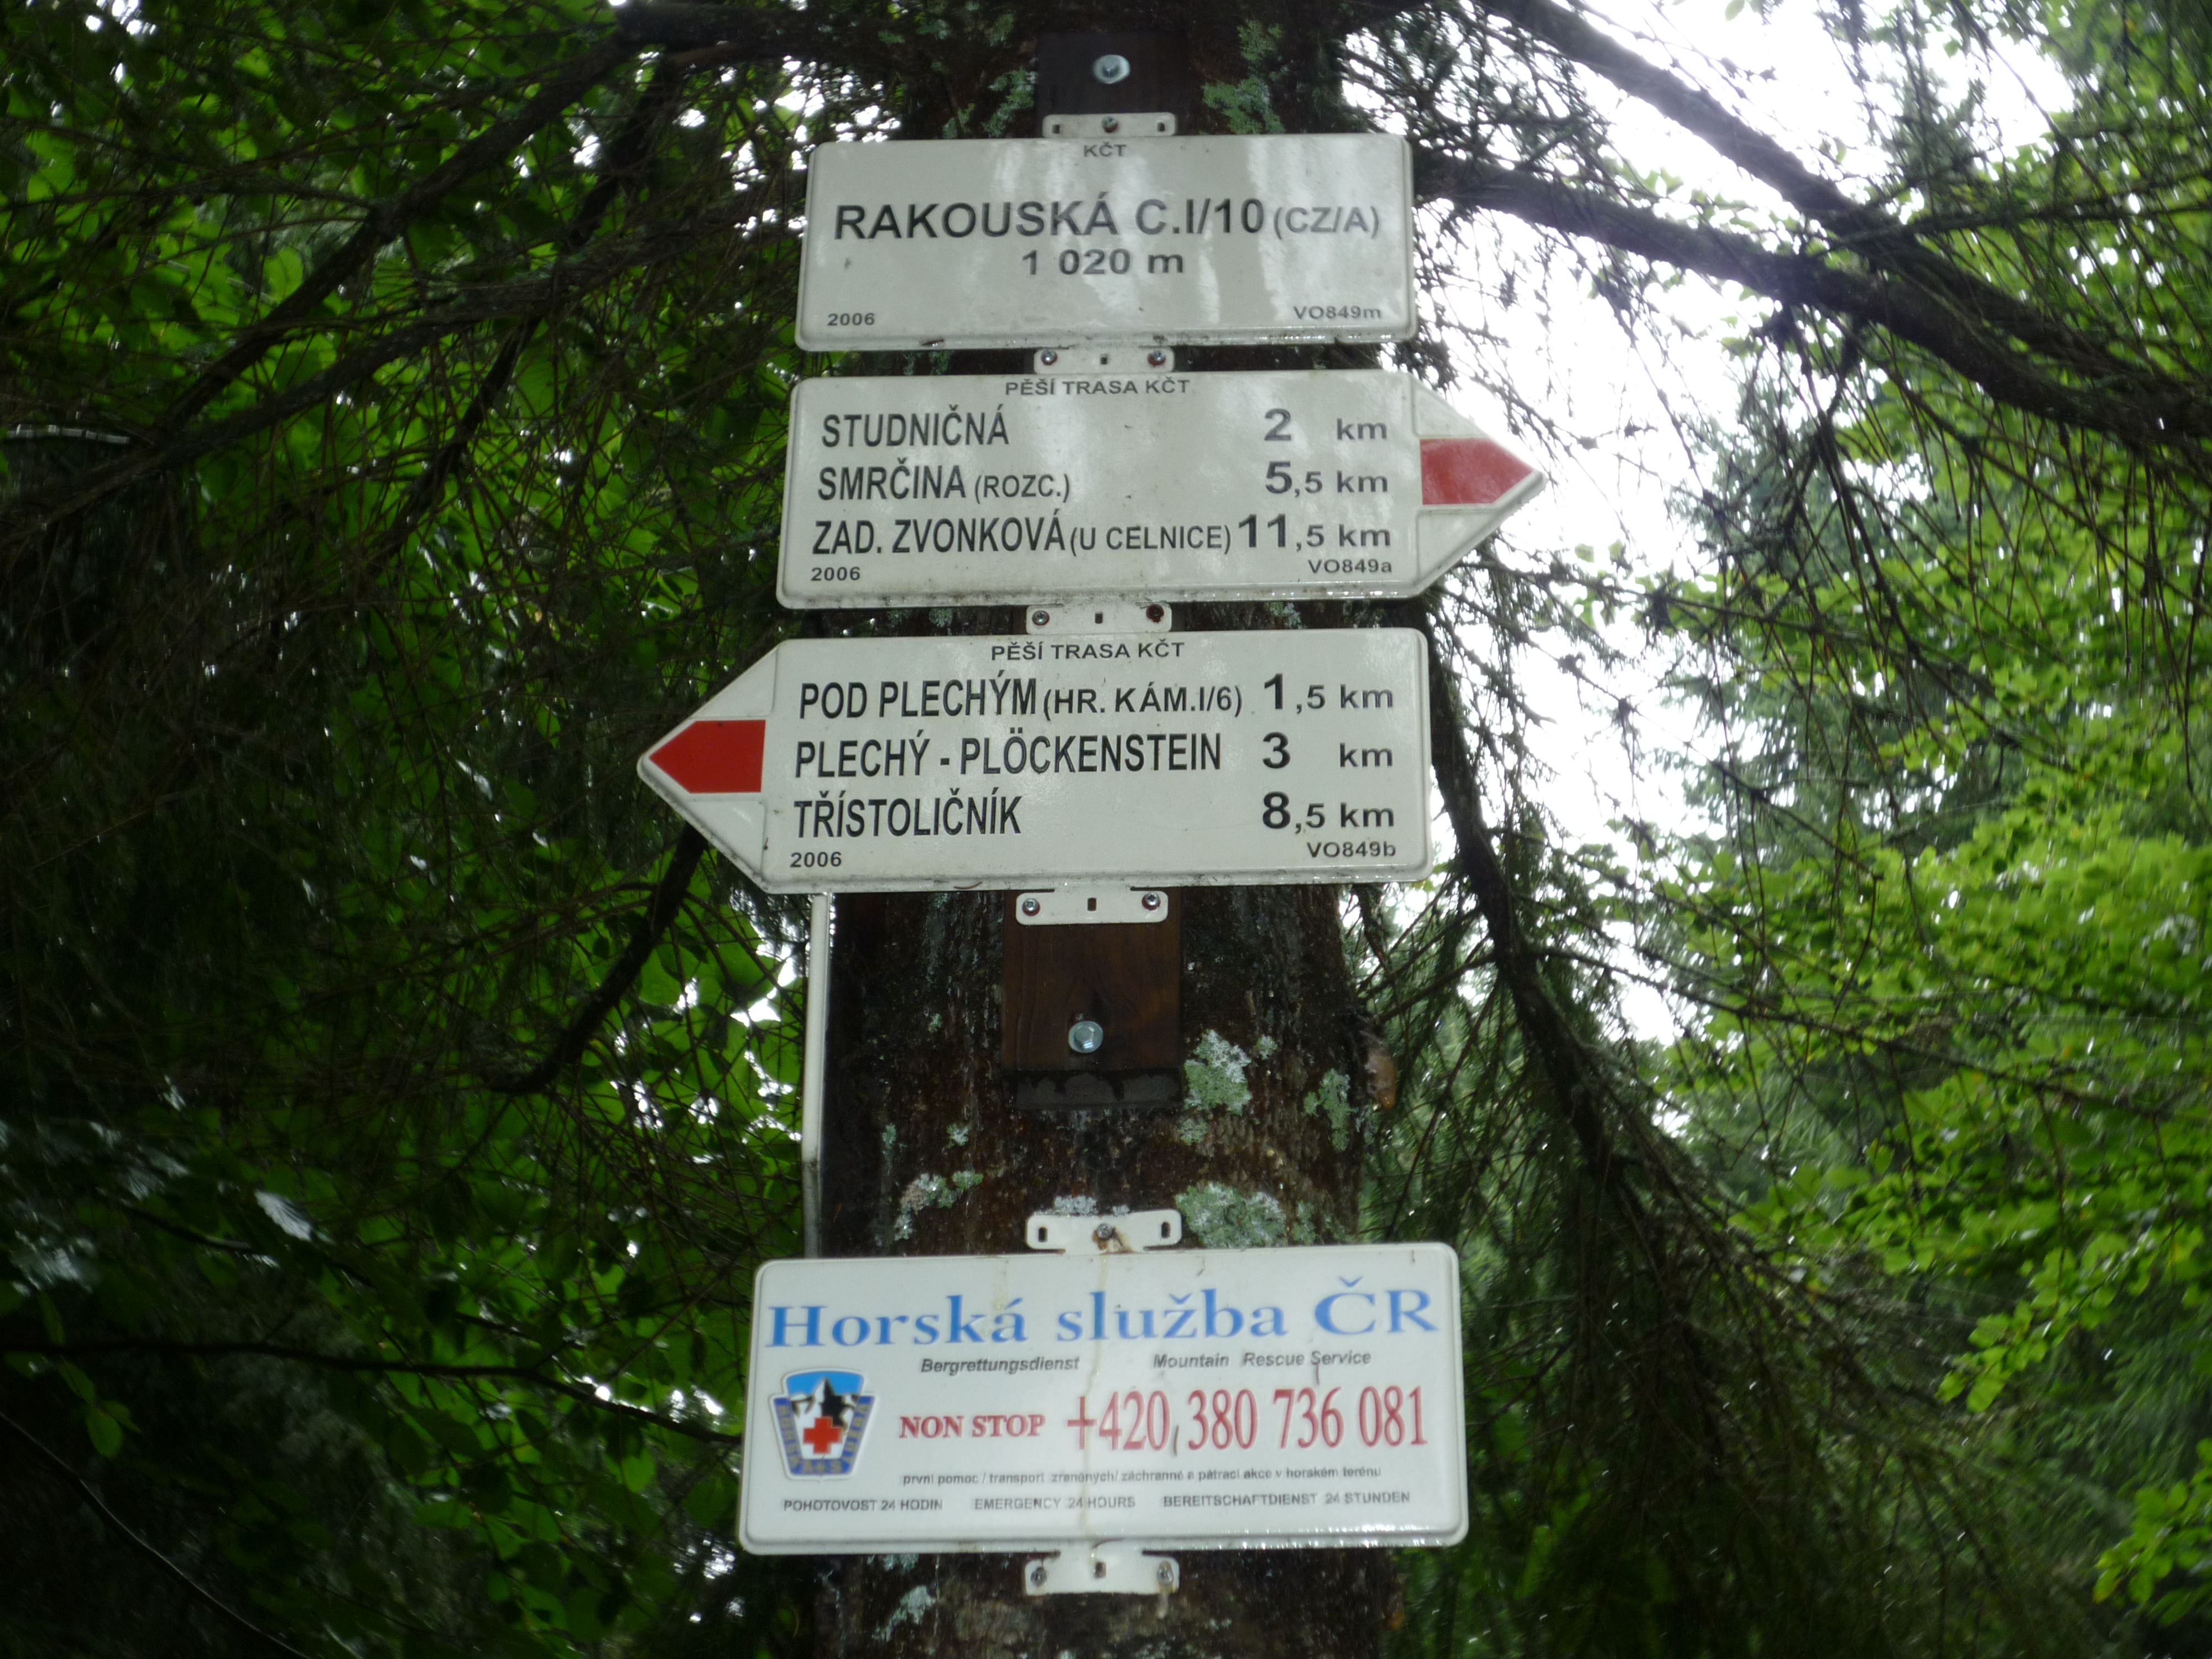 KČT
RAKOUSKÁ C.I/10 (CZ/A)
1 020 m
2006 VO849m
PĚŠÍ TRASA KČT
STUDNIČNÁ 2 km
SMRČINA (ROZC.) 5,5 km
ZAD. ZVONKOVÁ (U CELNICE) 11,5 km
2006 VO849a
PĚŠÍ TRASA KČT
POD PLECHÝM (HR. KÁM.I/6) 1,5 km
PLECHÝ - PLÖCKENSTEIN 3 km
TŘÍSTOLIČNÍK 8,5 km
2006 VO849b
Horská služba ČR
Bergrettungsdienst Mountain Rescue Service
NON STOP +420 380 736 081
první pomoc / transport zraněných/ záchranné a pátrací akce v horském terénu
POHOTOVOST 24 HODIN EMERGENCY 24 HOURS BEREITSCHAFTDIENST 24 STUNDEN